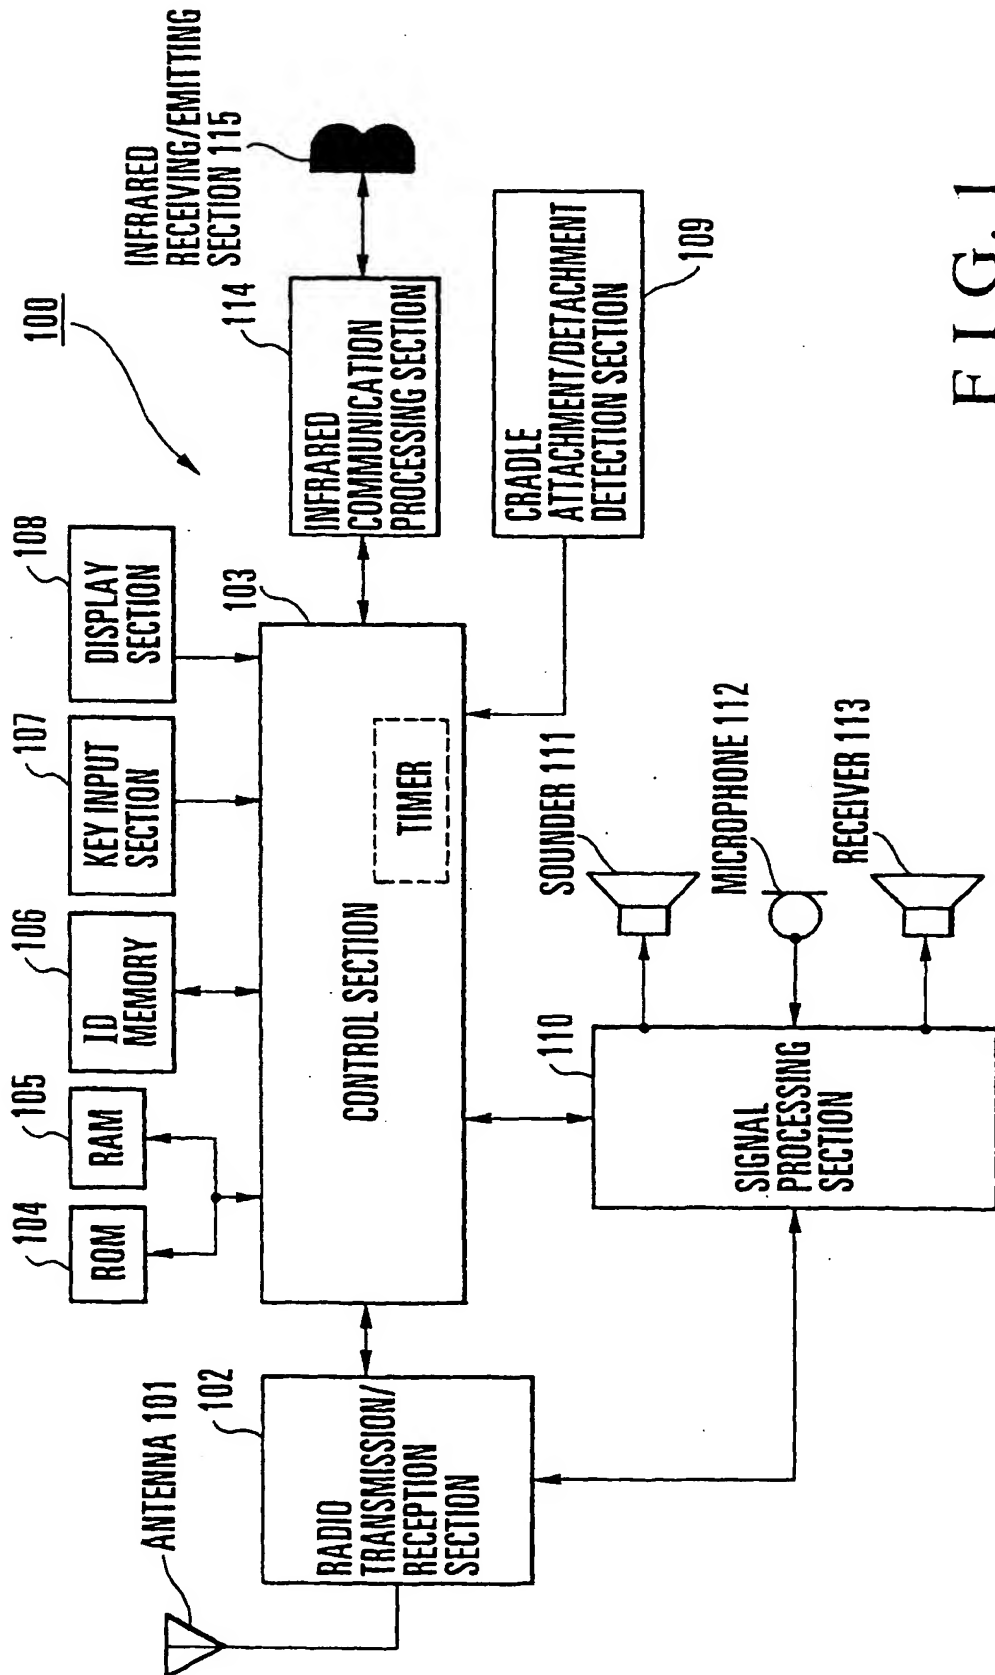 100
ANTENNA 101
102
RADIO
TRANSMISSION/
RECEPTION
SECTION
104
ROM
105
RAM
106
ID
MEMORY
107
KEY INPUT
SECTION
108
DISPLAY
SECTION
103
CONTROL SECTION
TIMER
114
INFRARED
COMMUNICATION
PROCESSING SECTION
INFRARED
RECEIVING/EMITTING
SECTION 115
CRADLE
ATTACHMENT/DETACHMENT
DETECTION SECTION
109
110
SIGNAL
PROCESSING
SECTION
SOUNDER 111
MICROPHONE 112
RECEIVER 113
FIG. 1